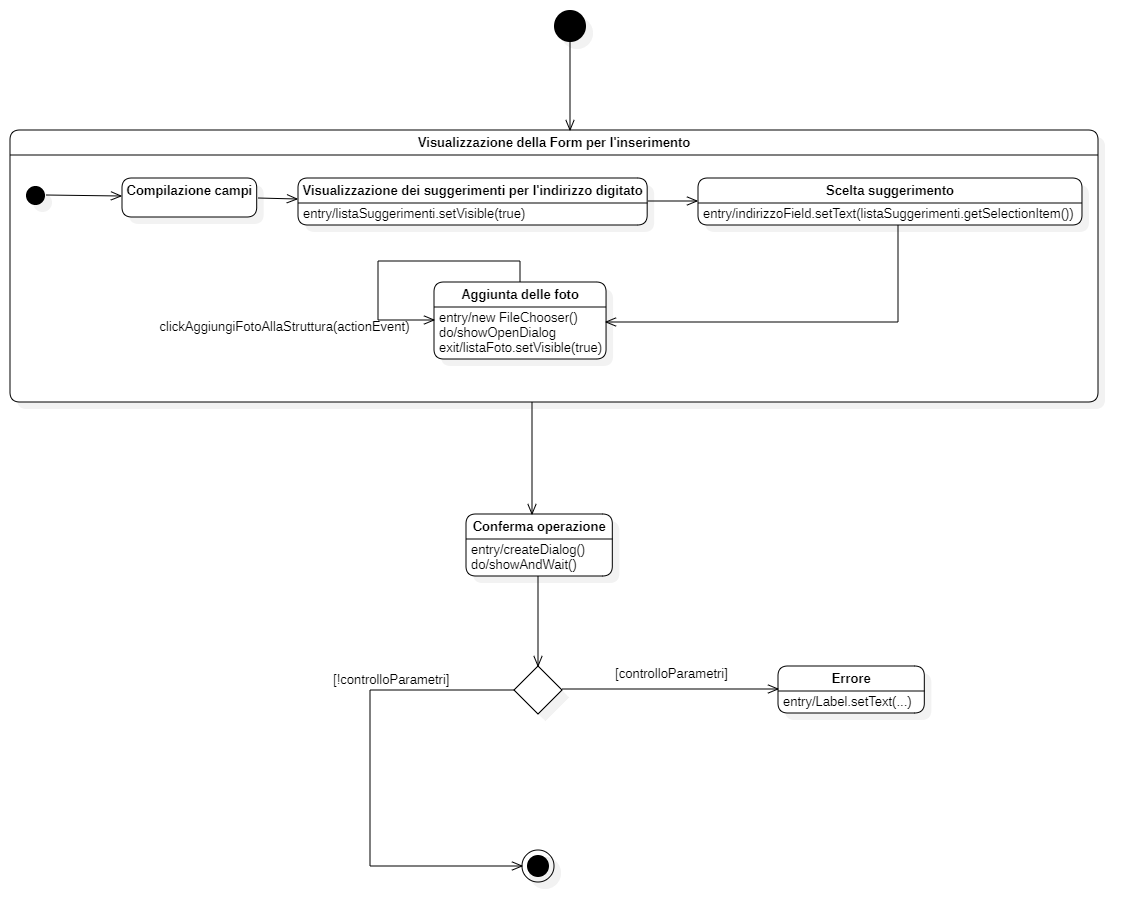 Visualizzazione della Form per l'inserimento
Compilazione campi
Visualizzazione dei suggerimenti per l'indirizzo digitato
entry/listaSuggerimenti.setVisible(true)
Scelta suggerimento
entry/indirizzoField.setText(listaSuggerimenti.getSelectionItem())
Aggiunta delle foto
entry/new FileChooser()
do/showOpenDialog
exit/listaFoto.setVisible(true)
clickAggiungiFotoAllaStruttura(actionEvent)
Conferma operazione
entry/createDialog()
do/showAndWait()
[!controlloParametri]
[controlloParametri]
Errore
entry/Label.setText(...)